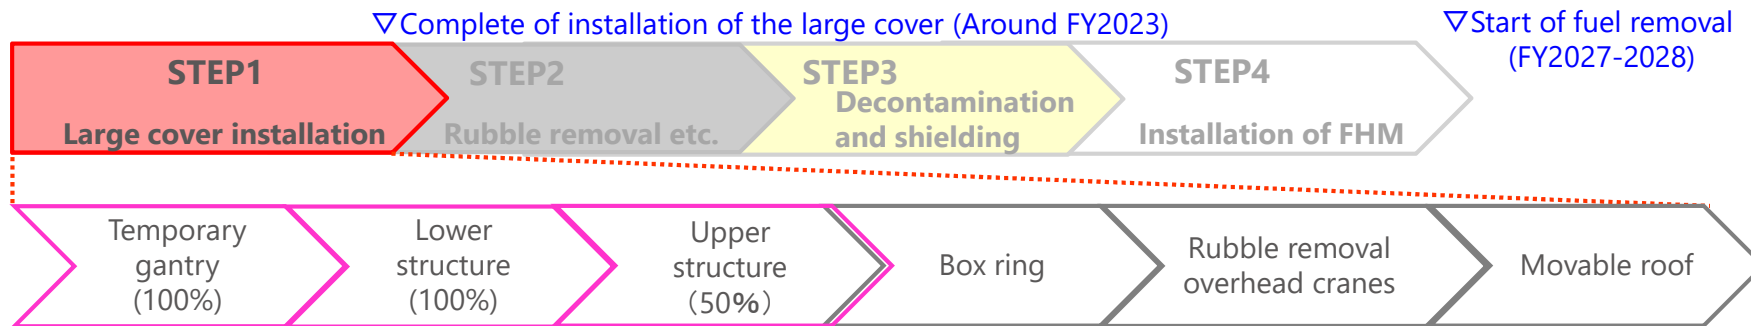 ▽Complete of installation of the large cover (Around FY2023)
▽Start of fuel removal
(FY2027-2028)
STEP1
Large cover installation
STEP2
Rubble removal etc.
STEP3
Decontamination
and shielding
STEP4
Installation of FHM
Temporary
gantry
(100%)
Lower
structure
(100%)
Upper
structure
（50%）
Box ring
Rubble removal
overhead cranes
Movable roof